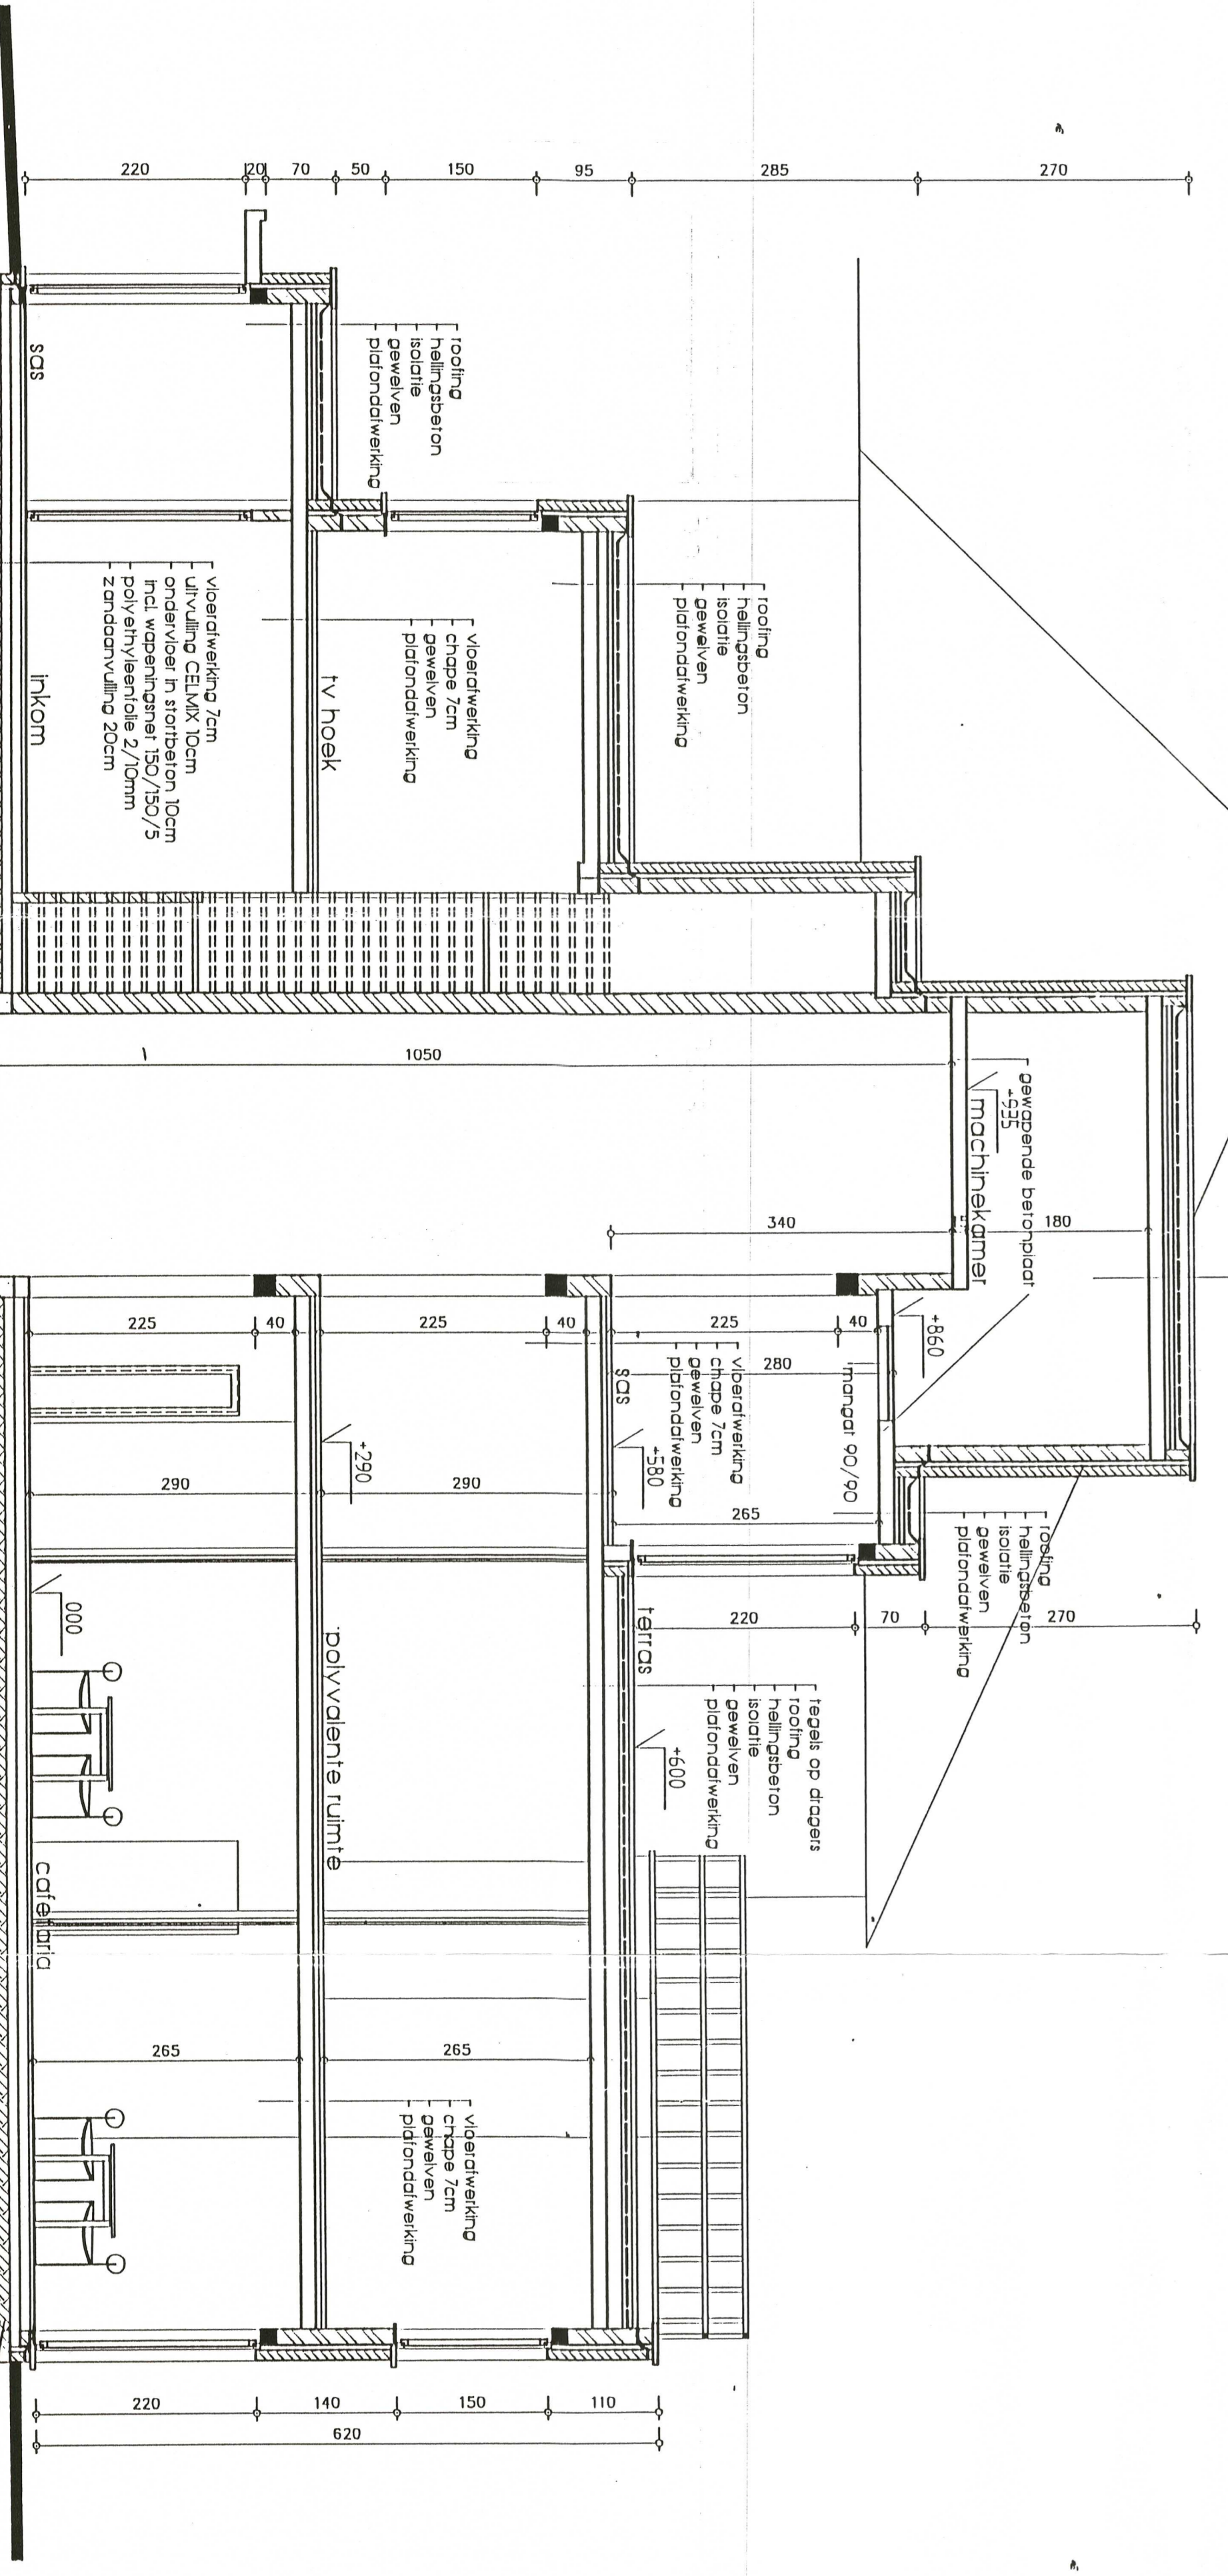 220
20
70
50
150
95
285
270
roofing
hellingsbeton
isolatie
gewelven
plafondafwerking
sas
roofing
hellingsbeton
isolatie
gewelven
plafondafwerking
vloerafwerking
chape 7cm
gewelven
plafondafwerking
tv hoek
vloerafwerking 7cm
uitvulling CELMIX 10cm
ondervloer in stortbeton 10cm
incl. wapeningsnet 150/150/5
polyethyleenfolie 2/10mm
zandaanvulling 20cm
inkom
1050
gewapende betonplaat
+935
machinekamer
340
180
225
40
225
40
225
40
+860
280
mangat 90/90
vloerafwerking
chape 7cm
gewelven
plafondafwerking
sas
+580
+290
290
290
265
roofing
hellingsbeton
isolatie
gewelven
plafondafwerking
000
220
70
270
terras
tegels op dragers
roofing
hellingsbeton
isolatie
gewelven
plafondafwerking
+600
polyvalente ruimte
cafetaria
265
265
vloerafwerking
chape 7cm
gewelven
plafondafwerking
220
140
150
110
620